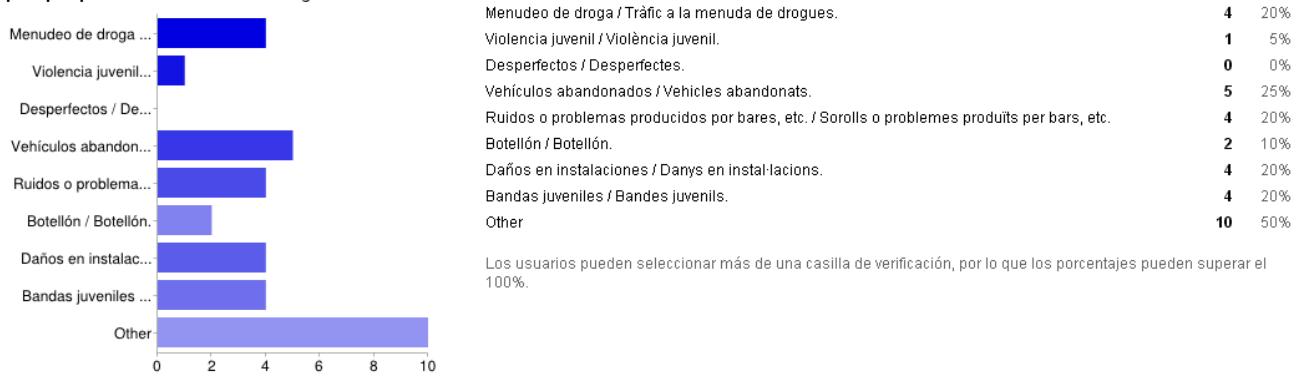 Menudeo de droga ...
Violencia juvenil...
Desperfectos / De...
Vehículos abandon...
Ruidos o problema...
Botellón / Botellón.
Daños en instalac...
Bandas juveniles ...
Other
0 2 4 6 8 10
Menudeo de droga / Tràfic a la menuda de drogues. 4 20%
Violencia juvenil / Violència juvenil. 1 5%
Desperfectos / Desperfectes. 0 0%
Vehículos abandonados / Vehicles abandonats. 5 25%
Ruidos o problemas producidos por bares, etc. / Sorolls o problemes produïts per bars, etc. 4 20%
Botellón / Botellón. 2 10%
Daños en instalaciones / Danys en instal·lacions. 4 20%
Bandas juveniles / Bandes juvenils. 4 20%
Other 10 50%
Los usuarios pueden seleccionar más de una casilla de verificación, por lo que los porcentajes pueden superar el
100%.